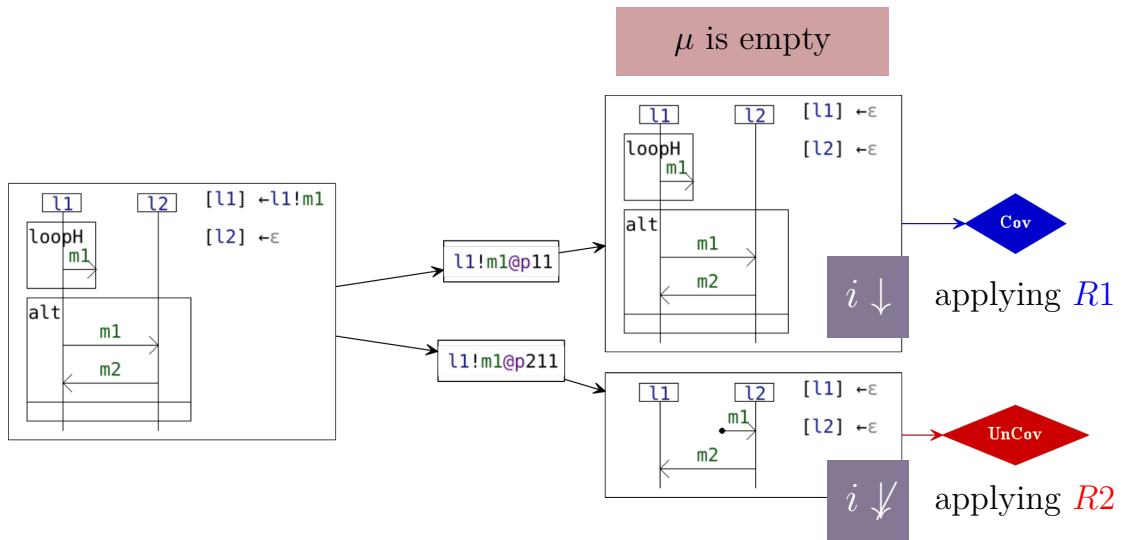 μ is empty
l1 l2 [l1] ←l1!m1
[l2] ←ε
loopH
m1
alt
m1
m2
l1!m1@p11
l1!m1@p211
l1 l2 [l1] ←ε
[l2] ←ε
loopH
m1
alt
m1
m2
Cov
i ↓ applying R1
l1 l2 [l1] ←ε
m1 [l2] ←ε
m2
UnCov
i ↓̸ applying R2